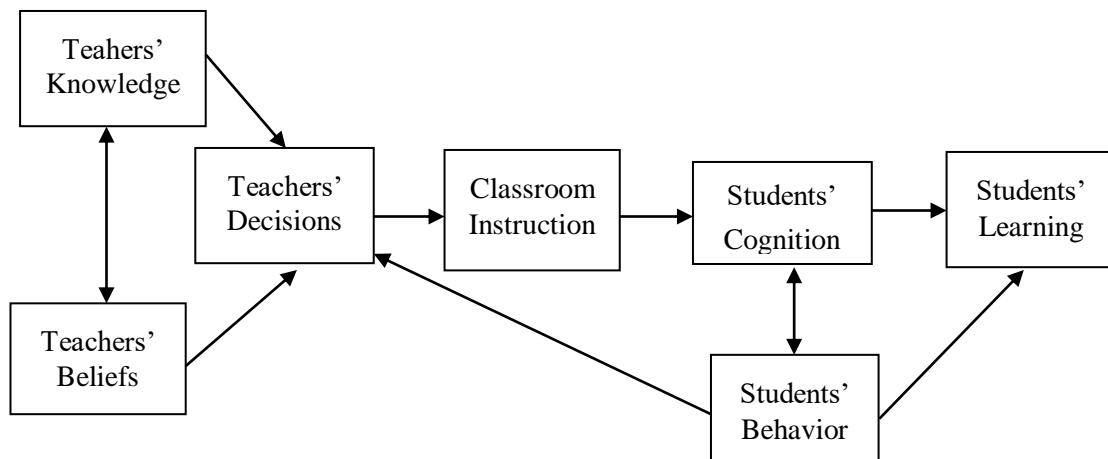 Teahers’
Knowledge
Teachers’
Decisions
Classroom
Instruction
Students’
Cognition
Students’
Learning
Teachers’
Beliefs
Students’
Behavior